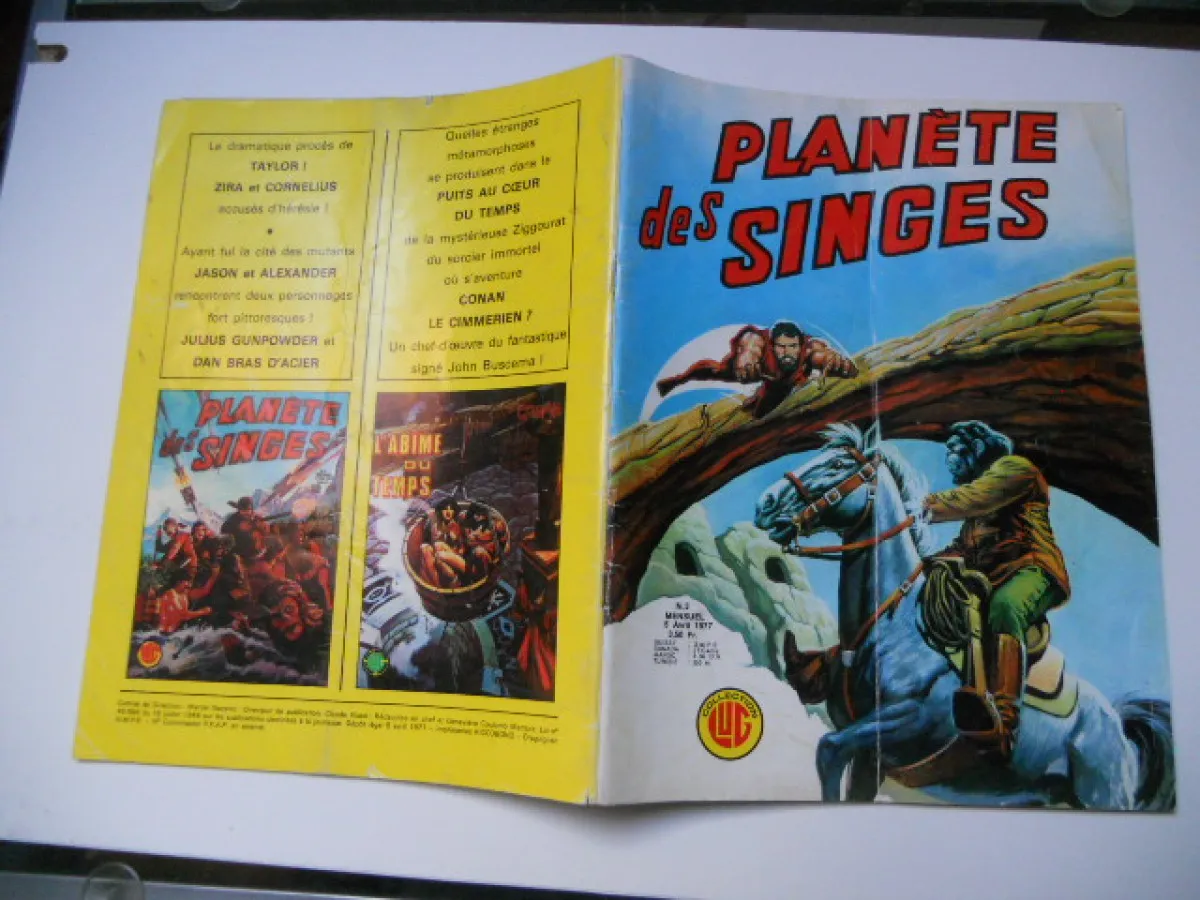 Le dramatique procès de
TAYLOR !
ZIRA et CORNELIUS
accusés d'hérésie !
Ayant fui la cité des mutants
JASON et ALEXANDER
rencontrent deux personnages
fort pittoresques !
JULIUS GUNPOWDER et
DAN BRAS D'ACIER
PLANÈTE
des SINGES
LUG
Quelles étranges
métamorphoses
se produisent dans le
PUITS AU CŒUR
DU TEMPS
de la mystérieuse Ziggourat
du sorcier immortel
où s'aventure
CONAN
LE CIMMERIEN ?
Un chef-d'œuvre du fantastique
signé John Buscema !
L'ABIME
DU
TEMPS
PLANÈTE
des SINGES
MENSUEL
5 Avril 1977
3,50 Fr.
COLLECTION
LUG